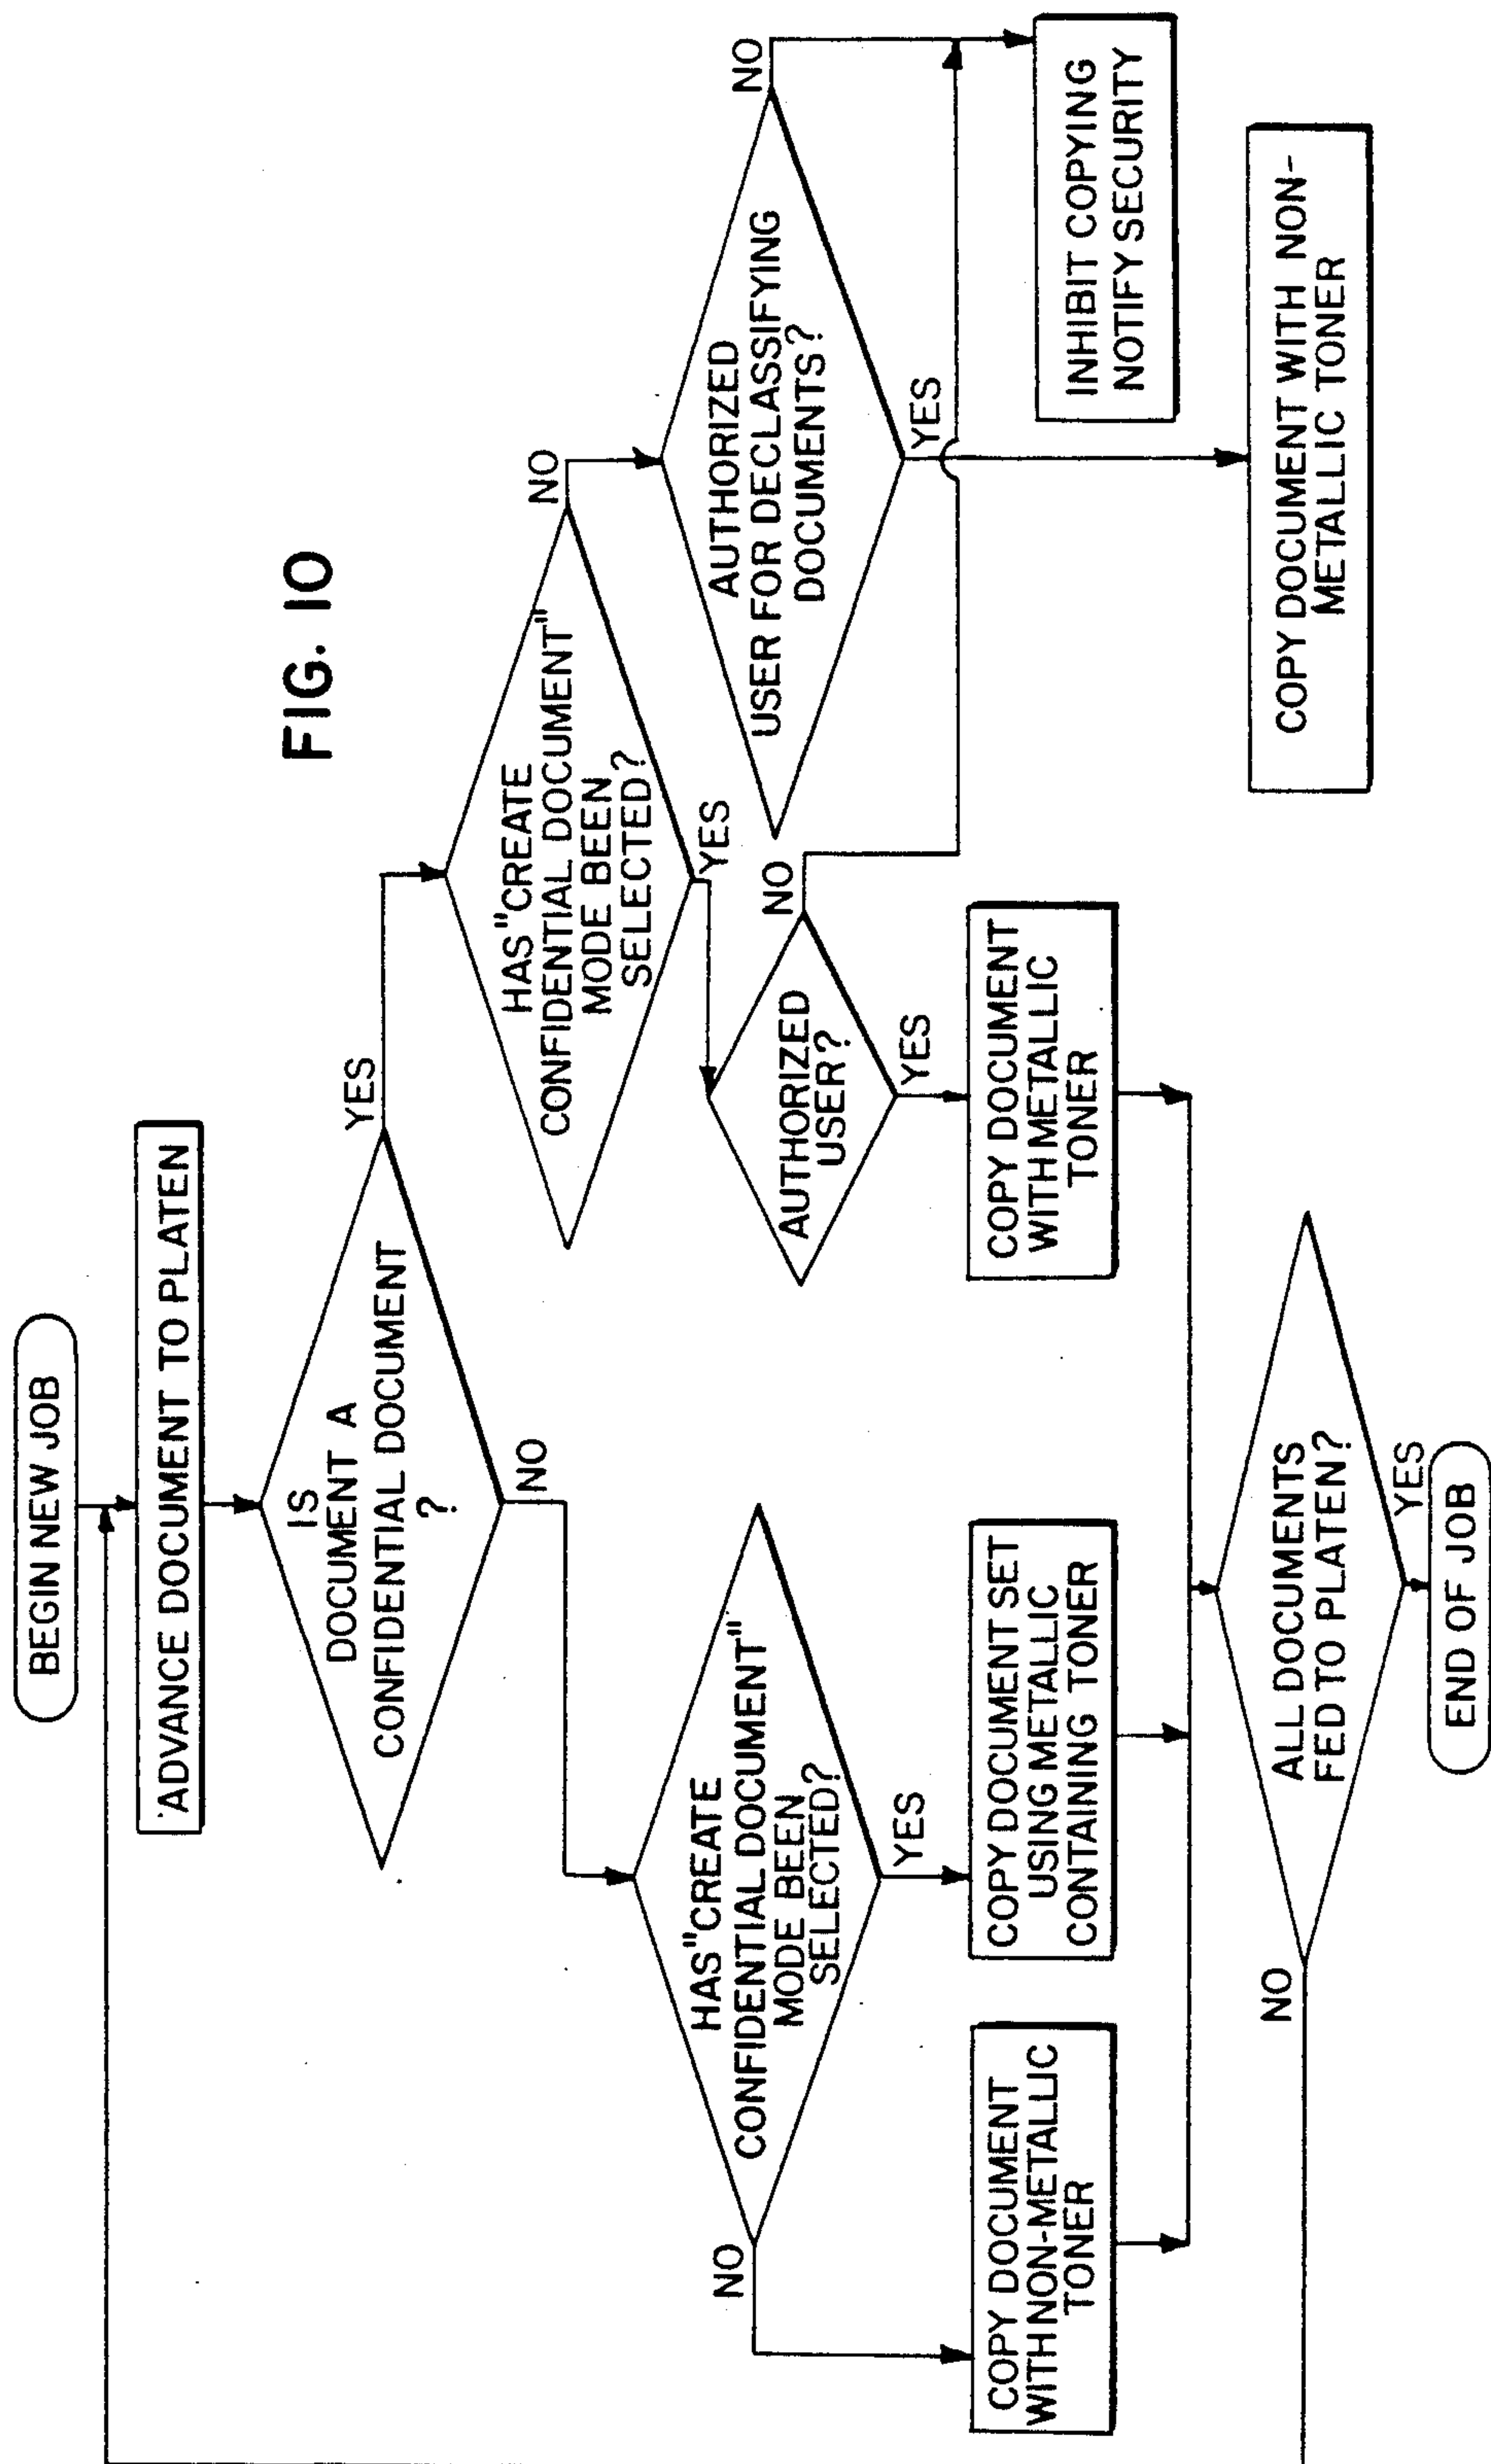 FIG. 10
BEGIN NEW JOB
ADVANCE DOCUMENT TO PLATEN
IS
DOCUMENT A
CONFIDENTIAL DOCUMENT
?
YES
NO
HAS "CREATE
CONFIDENTIAL DOCUMENT"
MODE BEEN
SELECTED?
NO
YES
HAS "CREATE
CONFIDENTIAL DOCUMENT"
MODE BEEN
SELECTED?
NO
YES
AUTHORIZED
USER?
NO
YES
AUTHORIZED
USER FOR DECLASSIFYING
DOCUMENTS?
NO
YES
COPY DOCUMENT
WITH NON-METALLIC
TONER
COPY DOCUMENT SET
USING METALLIC
CONTAINING TONER
COPY DOCUMENT
WITH METALLIC
TONER
INHIBIT COPYING
NOTIFY SECURITY
COPY DOCUMENT WITH NON-
METALLIC TONER
ALL DOCUMENTS
FED TO PLATEN?
NO
YES
END OF JOB